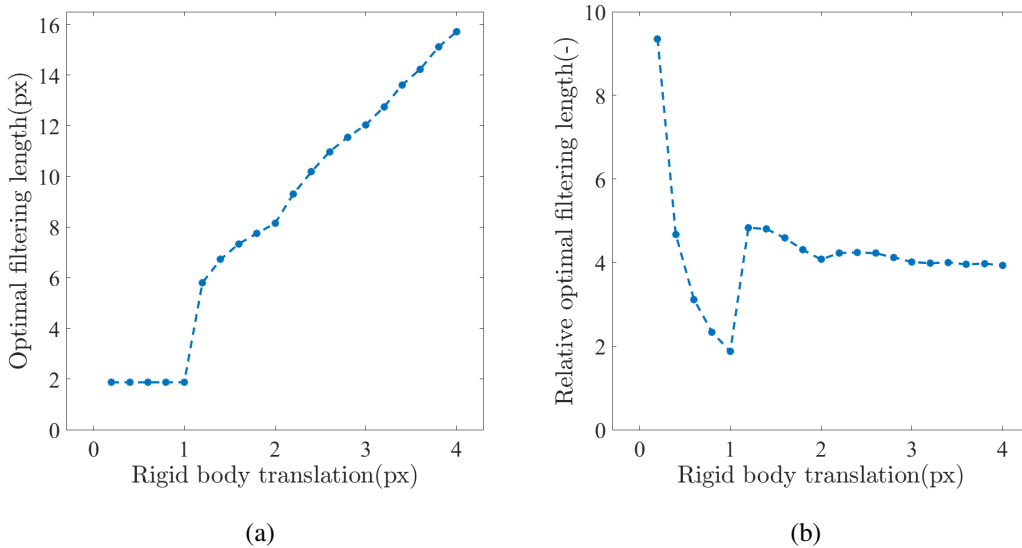 16
14
12
10
8
6
4
2
0
Optimal filtering length(px)
0 1 2 3 4
Rigid body translation(px)
(a)
10
8
6
4
2
0
Relative optimal filtering length(-)
0 1 2 3 4
Rigid body translation(px)
(b)